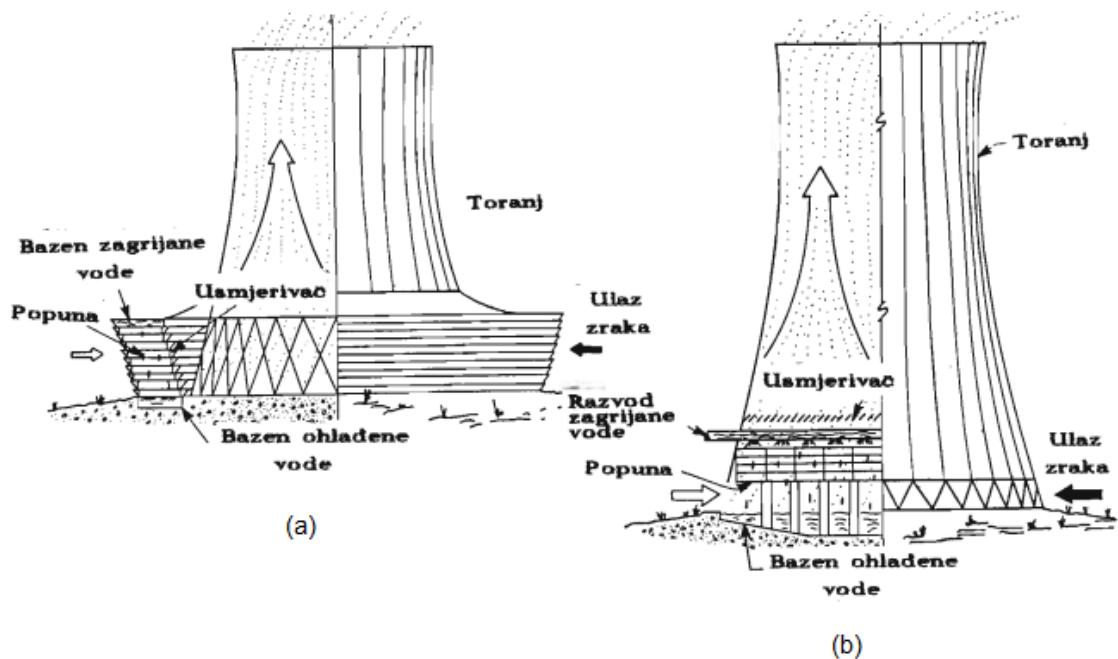 Bazen zagrijane
vode
Popuna
Usmjerivač
Toranj
Ulaz
zraka
Bazen ohlađene
vode
(a)
Toranj
Usmjerivač
Razvod
zagrijane
vode
Popuna
Ulaz
zraka
Bazen ohlađene
vode
(b)